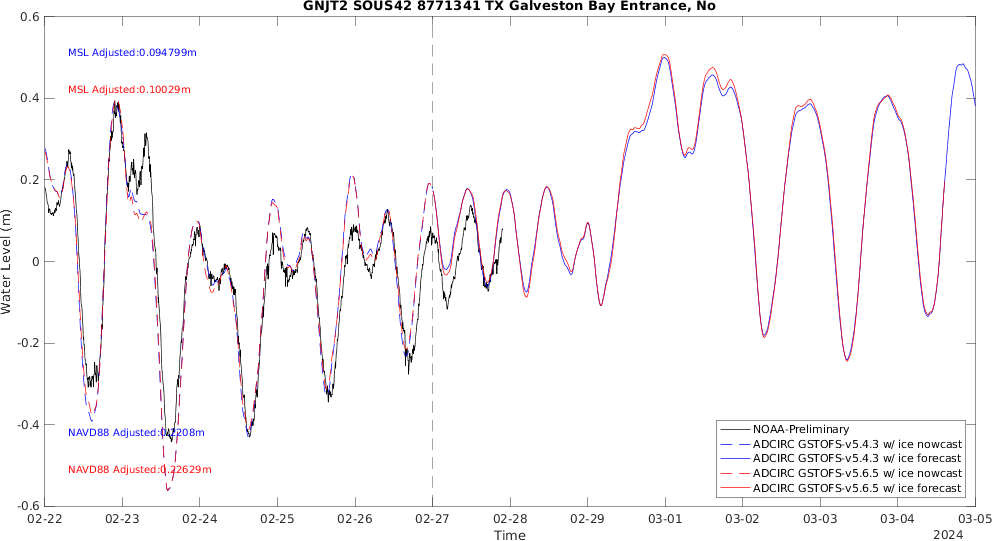 GNJT2 SOUS42 8771341 TX Galveston Bay Entrance, No
0.6
0.4
0.2
0
-0.2
-0.4
-0.6
Water Level (m)
MSL Adjusted:0.094799m
MSL Adjusted:0.10029m
NAVD88 Adjusted:0.2208m
NAVD88 Adjusted:0.22629m
NOAA-Preliminary
ADCIRC GSTOFS-v5.4.3 w/ ice nowcast
ADCIRC GSTOFS-v5.4.3 w/ ice forecast
ADCIRC GSTOFS-v5.6.5 w/ ice nowcast
ADCIRC GSTOFS-v5.6.5 w/ ice forecast
02-22 02-23 02-24 02-25 02-26 02-27 02-28 02-29 03-01 03-02 03-03 03-04 03-05
Time
2024